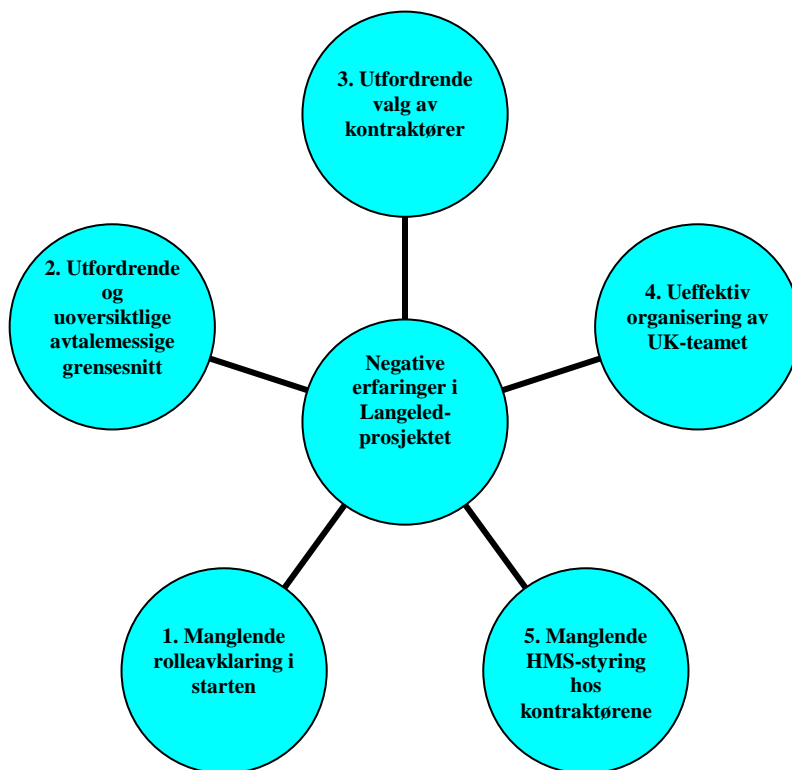 3. Utfordrende
valg av
kontraktører
2. Utfordrende
og
uoversiktlige
avtalemessige
grensesnitt
4. Ueffektiv
organisering av
UK-teamet
Negative
erfaringer i
Langeled-
prosjektet
1. Manglende
rolleavklaring i
starten
5. Manglende
HMS-styring
hos
kontraktørene